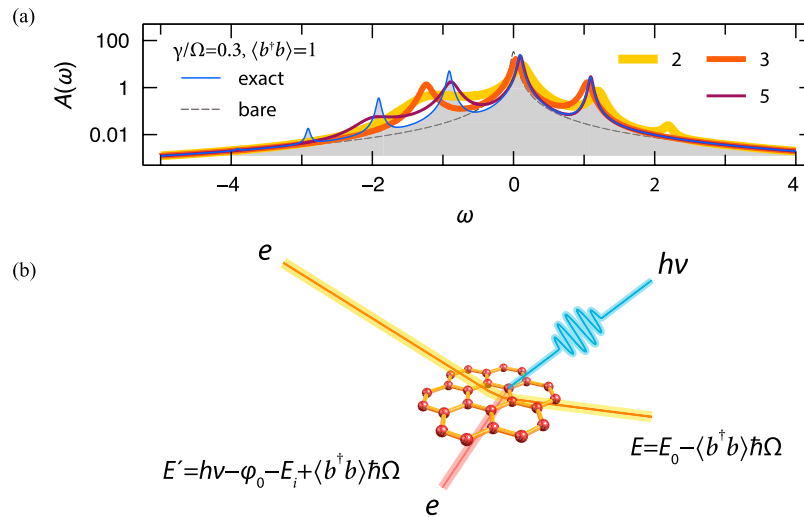 (a)
100
1
0.01
A(ω)
γ/Ω=0.3, ⟨b†b⟩=1
exact
bare
2
3
5
−4
−2
0
2
4
ω
(b)
e
hν
E=E₀−⟨b†b⟩ℏΩ
E′=hν−φ₀−Eᵢ+⟨b†b⟩ℏΩ
e